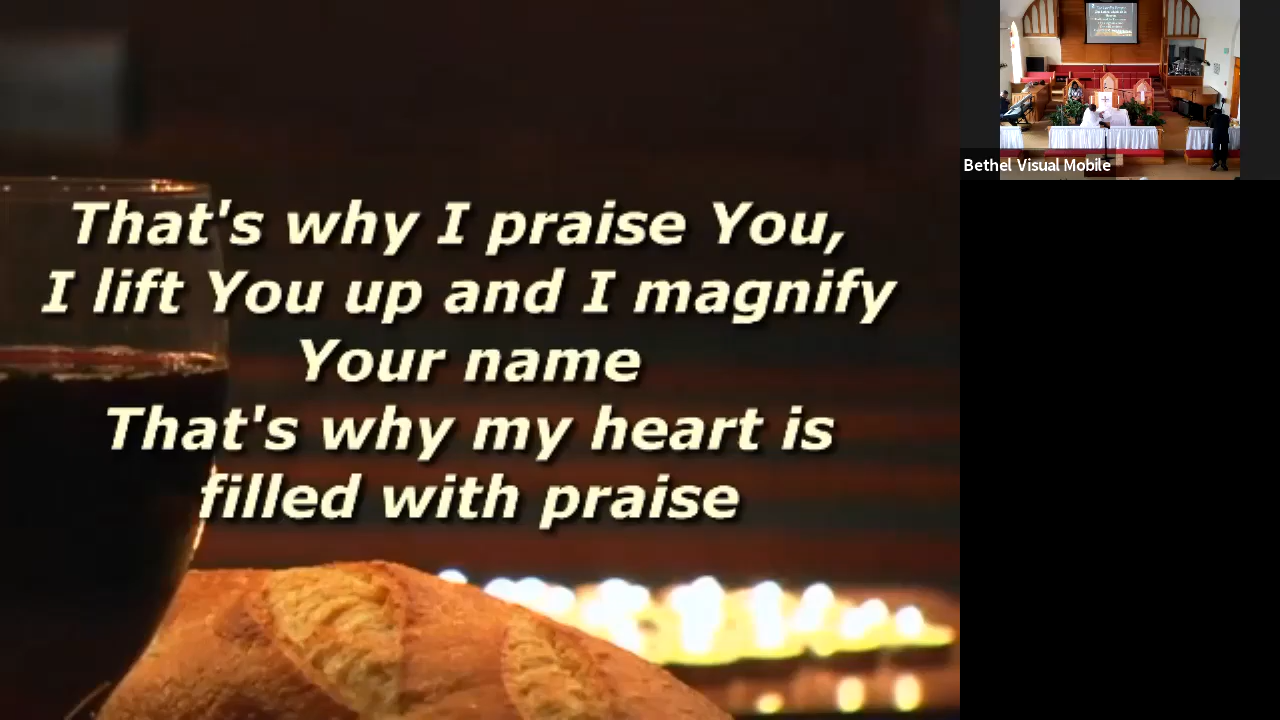 That's why I praise You,
I lift You up and I magnify
Your name
That's why my heart is
filled with praise
Bethel Visual Mobile